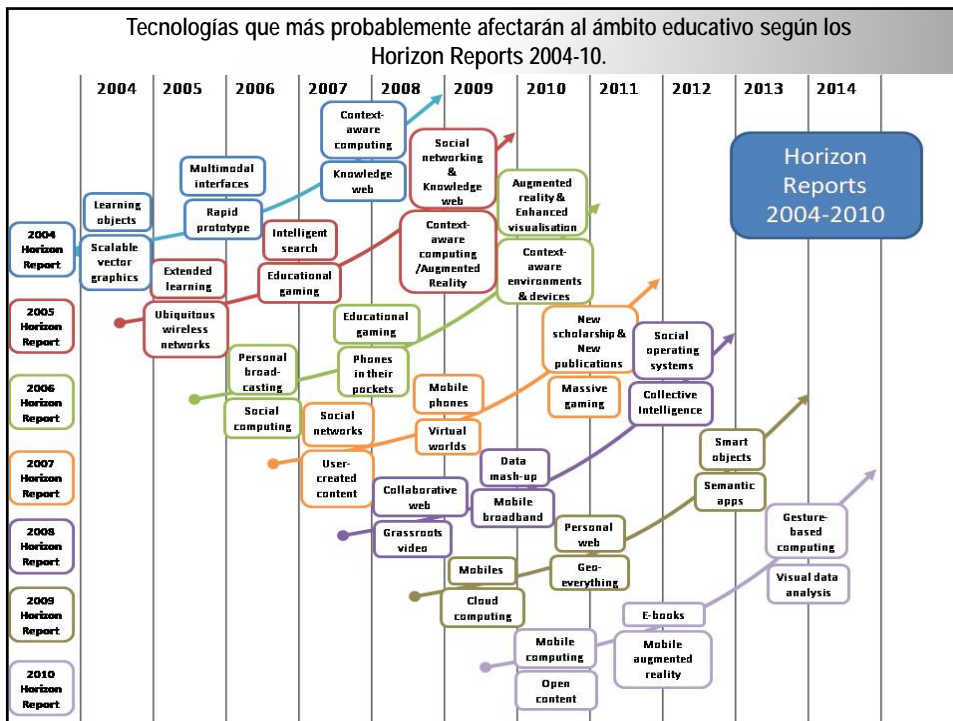 Tecnologías que más probablemente afectarán al ámbito educativo según los
Horizon Reports 2004-10.
2004 2005 2006 2007 2008 2009 2010 2011 2012 2013 2014
Horizon
Reports
2004-2010
2004
Horizon
Report
Learning
objects
Scalable
vector
graphics
Multimodal
interfaces
Rapid
prototype
Context-
aware
computing
Knowledge
web
2005
Horizon
Report
Extended
learning
Ubiquitous
wireless
networks
Intelligent
search
Educational
gaming
Social
networking
&
Knowledge
web
Context-
aware
computing
/Augmented
Reality
2006
Horizon
Report
Personal
broad-
casting
Social
computing
Educational
gaming
Phones
in their
pockets
Augmented
reality &
Enhanced
visualisation
Context-
aware
environments
& devices
2007
Horizon
Report
Social
networks
User-
created
content
Mobile
phones
Virtual
worlds
New
scholarship &
New
publications
Massive
gaming
2008
Horizon
Report
Collaborative
web
Grassroots
video
Data
mash-up
Mobile
broadband
Social
operating
systems
Collective
Intelligence
2009
Horizon
Report
Mobiles
Cloud
computing
Personal
web
Geo-
everything
Smart
objects
Semantic
apps
2010
Horizon
Report
Mobile
computing
Open
content
E-books
Mobile
augmented
reality
Gesture-
based
computing
Visual data
analysis